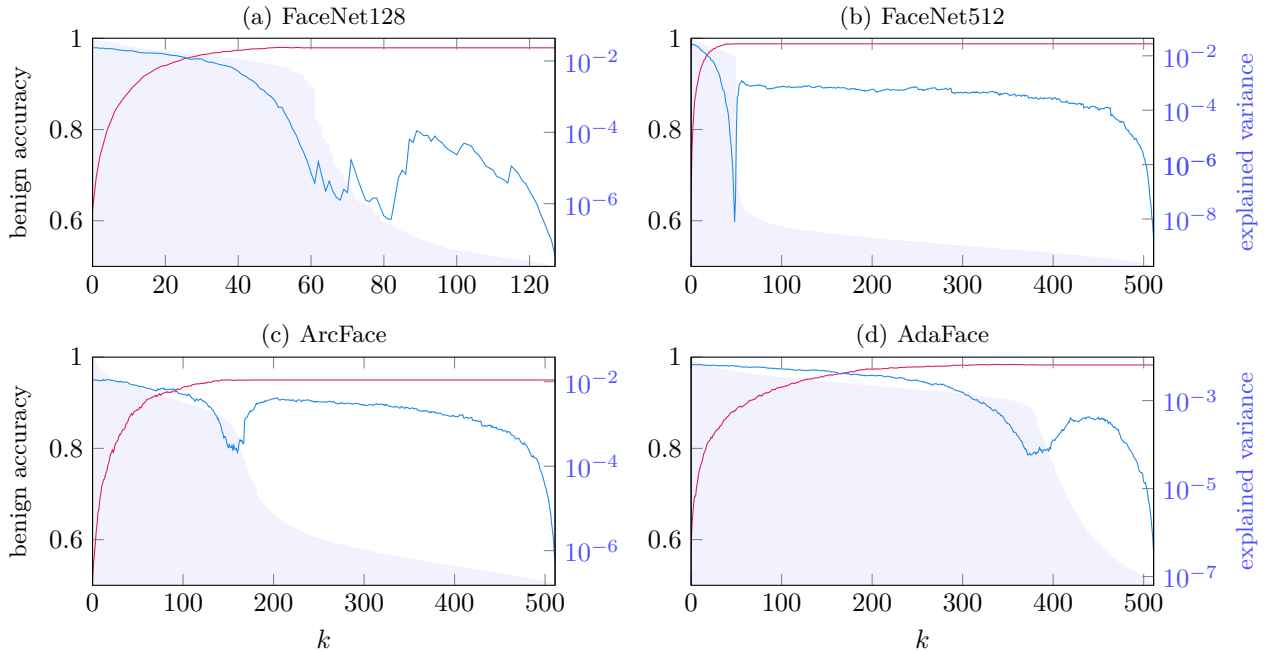 (a) FaceNet128
(b) FaceNet512
1
0.8
0.6
benign accuracy
10⁻²
10⁻⁴
10⁻⁶
0 20 40 60 80 100 120
1
0.8
0.6
10⁻²
10⁻⁴
10⁻⁶
10⁻⁸
explained variance
0 100 200 300 400 500
(c) ArcFace
(d) AdaFace
1
0.8
0.6
benign accuracy
10⁻²
10⁻⁴
10⁻⁶
0 100 200 300 400 500
k
1
0.8
0.6
10⁻³
10⁻⁵
10⁻⁷
explained variance
0 100 200 300 400 500
k